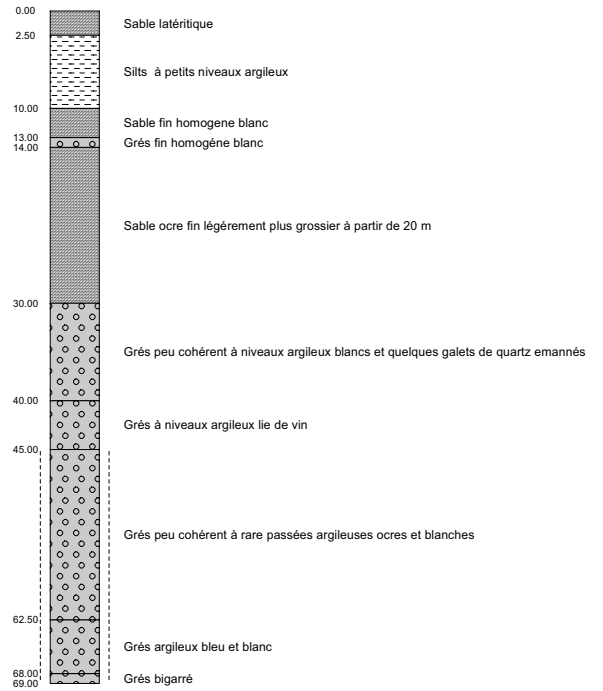 0.00
Sable latéritique
2.50
Silts à petits niveaux argileux
10.00
Sable fin homogene blanc
13.00
Grés fin homogéne blanc
14.00
Sable ocre fin légérement plus grossier à partir de 20 m
30.00
Grés peu cohérent à niveaux argileux blancs et quelques galets de quartz emannés
40.00
Grés à niveaux argileux lie de vin
45.00
Grés peu cohérent à rare passées argileuses ocres et blanches
62.50
Grés argileux bleu et blanc
68.00
Grés bigarré
69.00